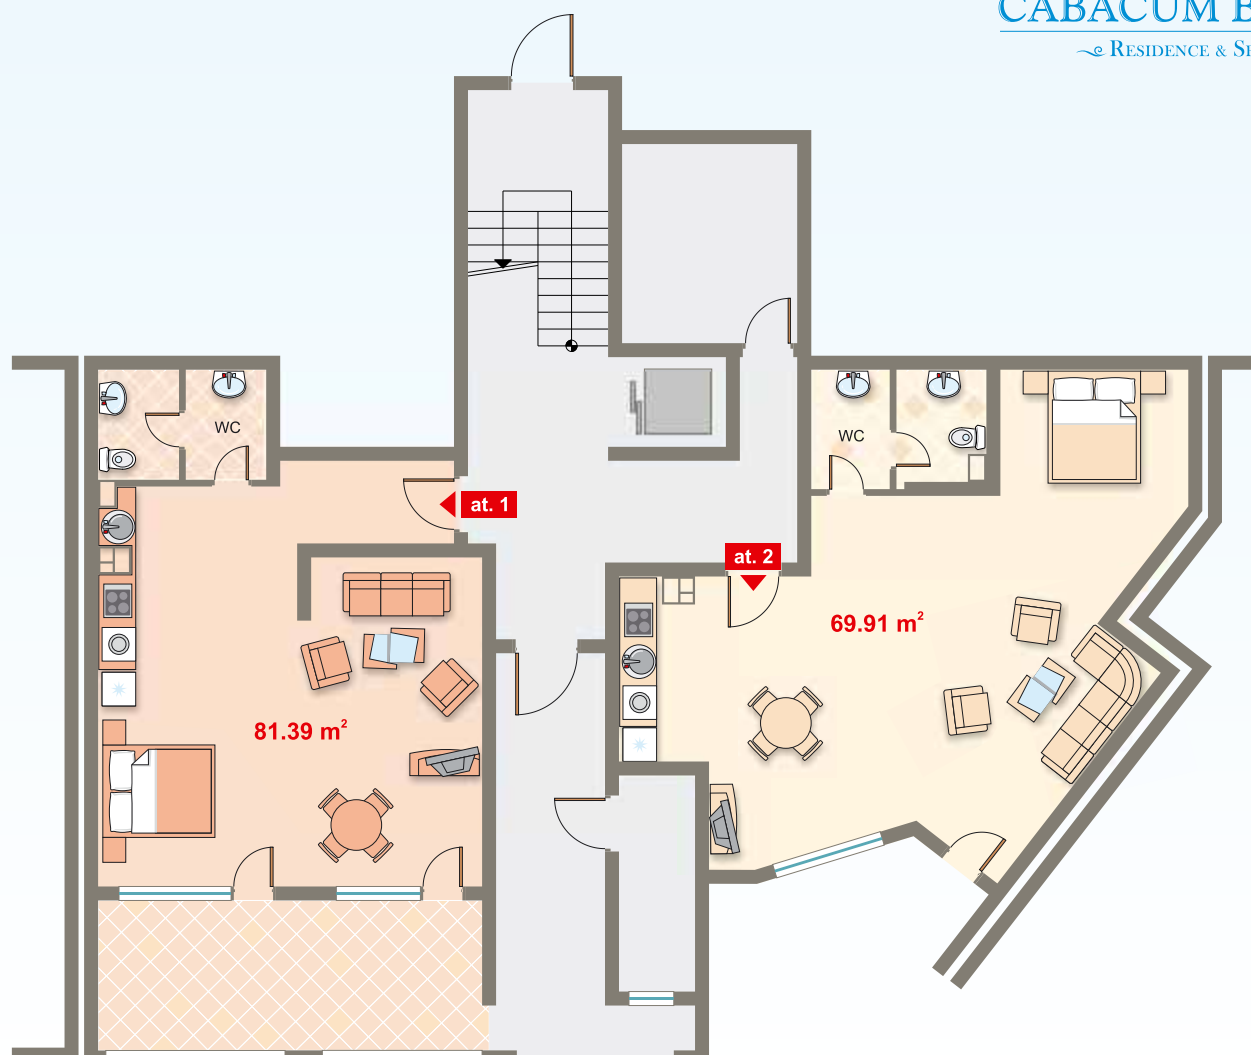 CABACUM B
RESIDENCE & S
WC
WC
at. 1
at. 2
69.91 m²
81.39 m²